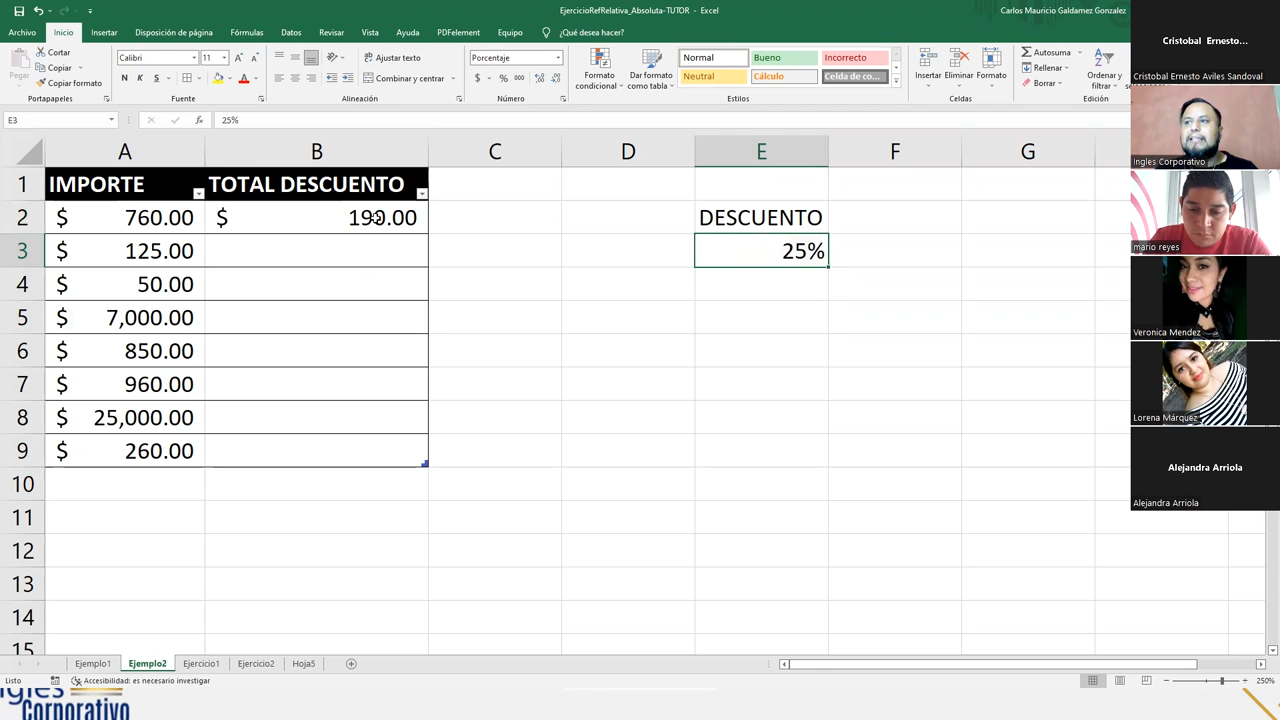 EjercicioRefRelativa_Absoluta-TUTOR - Excel
Carlos Mauricio Galdamez Gonzalez
Archivo Inicio Insertar Disposición de página Fórmulas Datos Revisar Vista Ayuda PDFelement Equipo ¿Qué desea hacer?
Pegar
Cortar
Copiar
Copiar formato
Portapapeles
Calibri 11
N K S
Fuente
Ajustar texto
Combinar y centrar
Alineación
Porcentaje
$ % 000
Número
Formato condicional
Dar formato como tabla
Normal Bueno Incorrecto
Neutral Cálculo Celda de co...
Estilos
Insertar Eliminar Formato
Celdas
Autosuma
Rellenar
Borrar
Ordenar y filtrar
Edición
E3 fx 25%
A B C D E F G
1 IMPORTE TOTAL DESCUENTO
2 $ 760.00 $ 190.00 DESCUENTO
3 $ 125.00 25%
4 $ 50.00
5 $ 7,000.00
6 $ 850.00
7 $ 960.00
8 $ 25,000.00
9 $ 260.00
10
11
12
13
14
15
Ejemplo1 Ejemplo2 Ejercicio1 Ejercicio2 Hoja5
Listo Accesibilidad: es necesario investigar 250%
Ingles
Corporativo
Cristobal Ernesto...
Cristobal Ernesto Aviles Sandoval
Ingles Corporativo
mario reyes
Veronica Mendez
Lorena Márquez
Alejandra Arriola
Alejandra Arriola